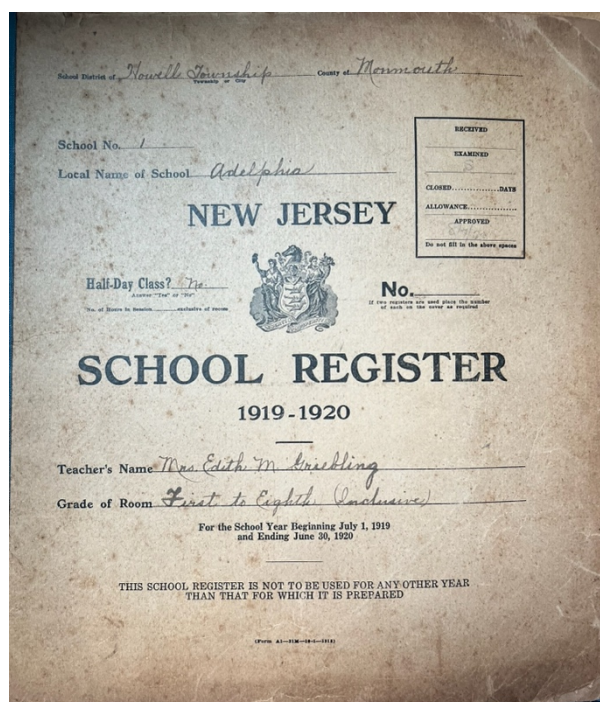 School District of Howell Township County of Monmouth
Township or City
RECEIVED
EXAMINED
School No. 1
Local Name of School Adelphia
CLOSED..............DAYS
ALLOWANCE..................
APPROVED
Do not fill in the above spaces
NEW JERSEY
Half-Day Class? No.
Answer "Yes" or "No"
No. of Hours in Session exclusive of recess
No.
If two registers are used place the number
of each on the cover as required
SCHOOL REGISTER
1919-1920
Teacher's Name Mrs. Edith M. Griebling
Grade of Room First to Eighth (Inclusive)
For the School Year Beginning July 1, 1919
and Ending June 30, 1920
THIS SCHOOL REGISTER IS NOT TO BE USED FOR ANY OTHER YEAR
THAN THAT FOR WHICH IT IS PREPARED